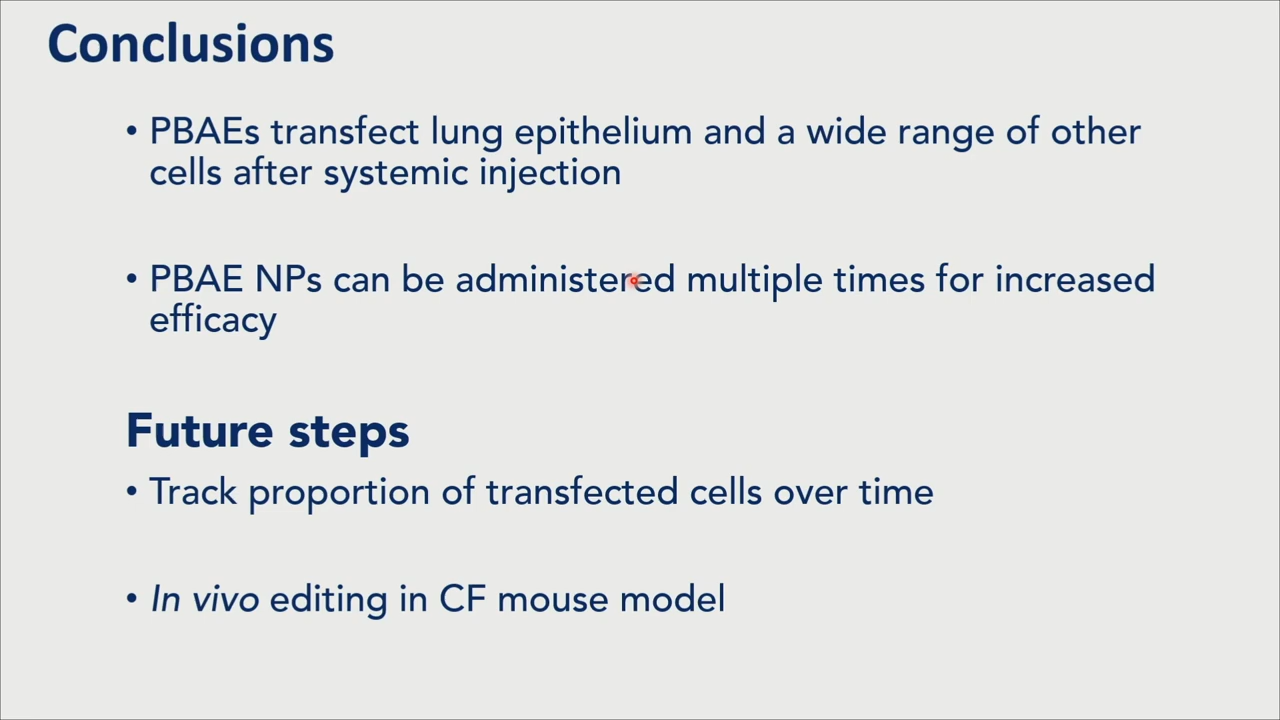 Conclusions
• PBAEs transfect lung epithelium and a wide range of other
cells after systemic injection
• PBAE NPs can be administered multiple times for increased
efficacy
Future steps
• Track proportion of transfected cells over time
• In vivo editing in CF mouse model